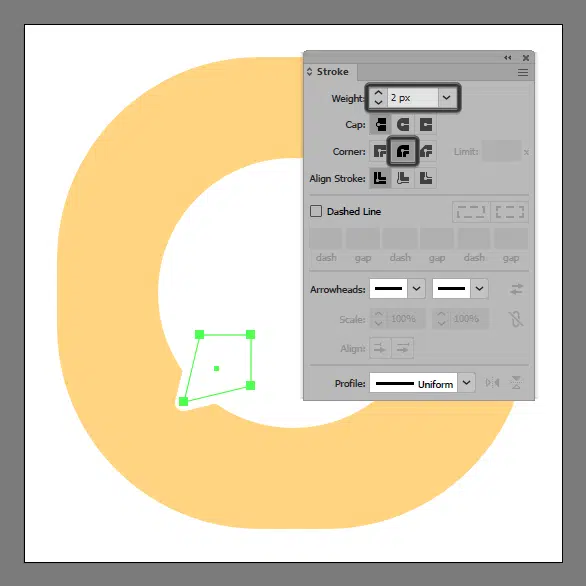 Stroke
Weight: 2 px
Cap:
Corner: Limit: x
Align Stroke:
Dashed Line
dash gap dash gap dash gap
Arrowheads:
Scale: 100% 100%
Align:
Profile: Uniform